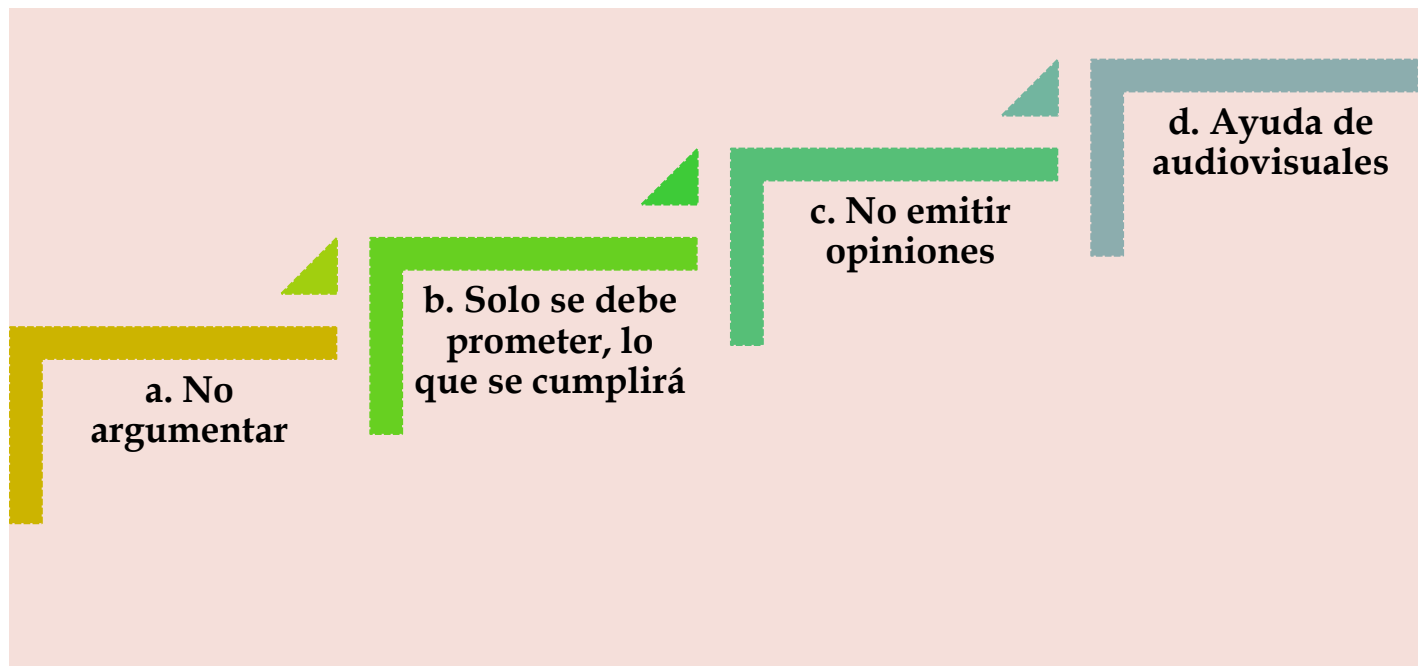 a. No
argumentar
b. Solo se debe
prometer, lo
que se cumplirá
c. No emitir
opiniones
d. Ayuda de
audiovisuales